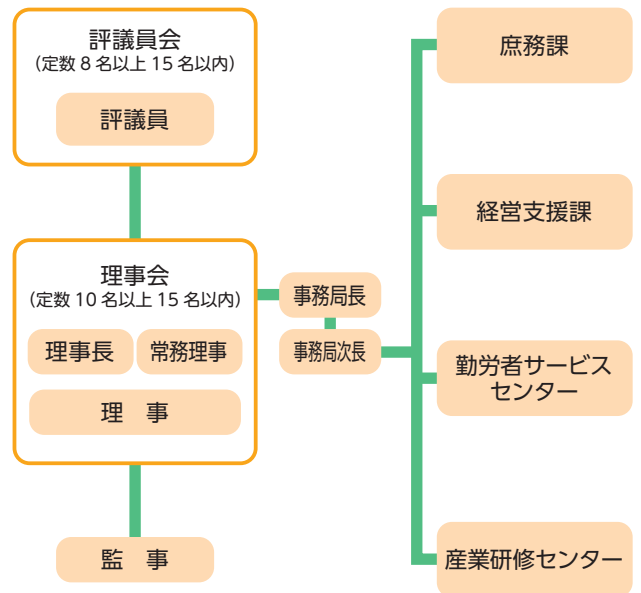 評議員会
（定数 8 名以上 15 名以内）
評議員
理事会
（定数 10 名以上 15 名以内）
理事長
常務理事
理　事
監　事
事務局長
事務局次長
庶務課
経営支援課
勤労者サービス
センター
産業研修センター